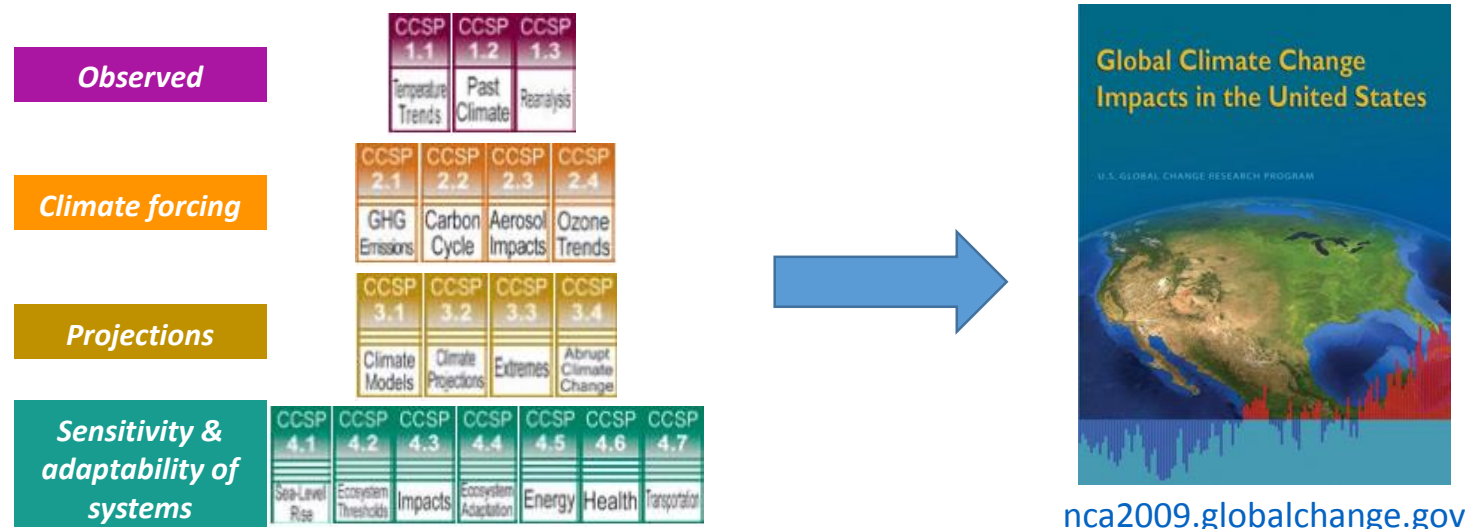 Observed
CCSP CCSP CCSP
1.1 1.2 1.3
Temperature Trends
Past Climate
Reanalysis
Climate forcing
CCSP CCSP CCSP CCSP
2.1 2.2 2.3 2.4
GHG Emissions
Carbon Cycle
Aerosol Impacts
Ozone Trends
Projections
CCSP CCSP CCSP CCSP
3.1 3.2 3.3 3.4
Climate Models
Climate Projections
Extremes
Abrupt Climate Change
Sensitivity &
adaptability of
systems
CCSP CCSP CCSP CCSP CCSP CCSP CCSP
4.1 4.2 4.3 4.4 4.5 4.6 4.7
Sea-Level Rise
Ecosystem Thresholds
Impacts
Ecosystem Adaptation
Energy
Health
Transportation
Global Climate Change
Impacts in the United States
U.S. GLOBAL CHANGE RESEARCH PROGRAM
nca2009.globalchange.gov